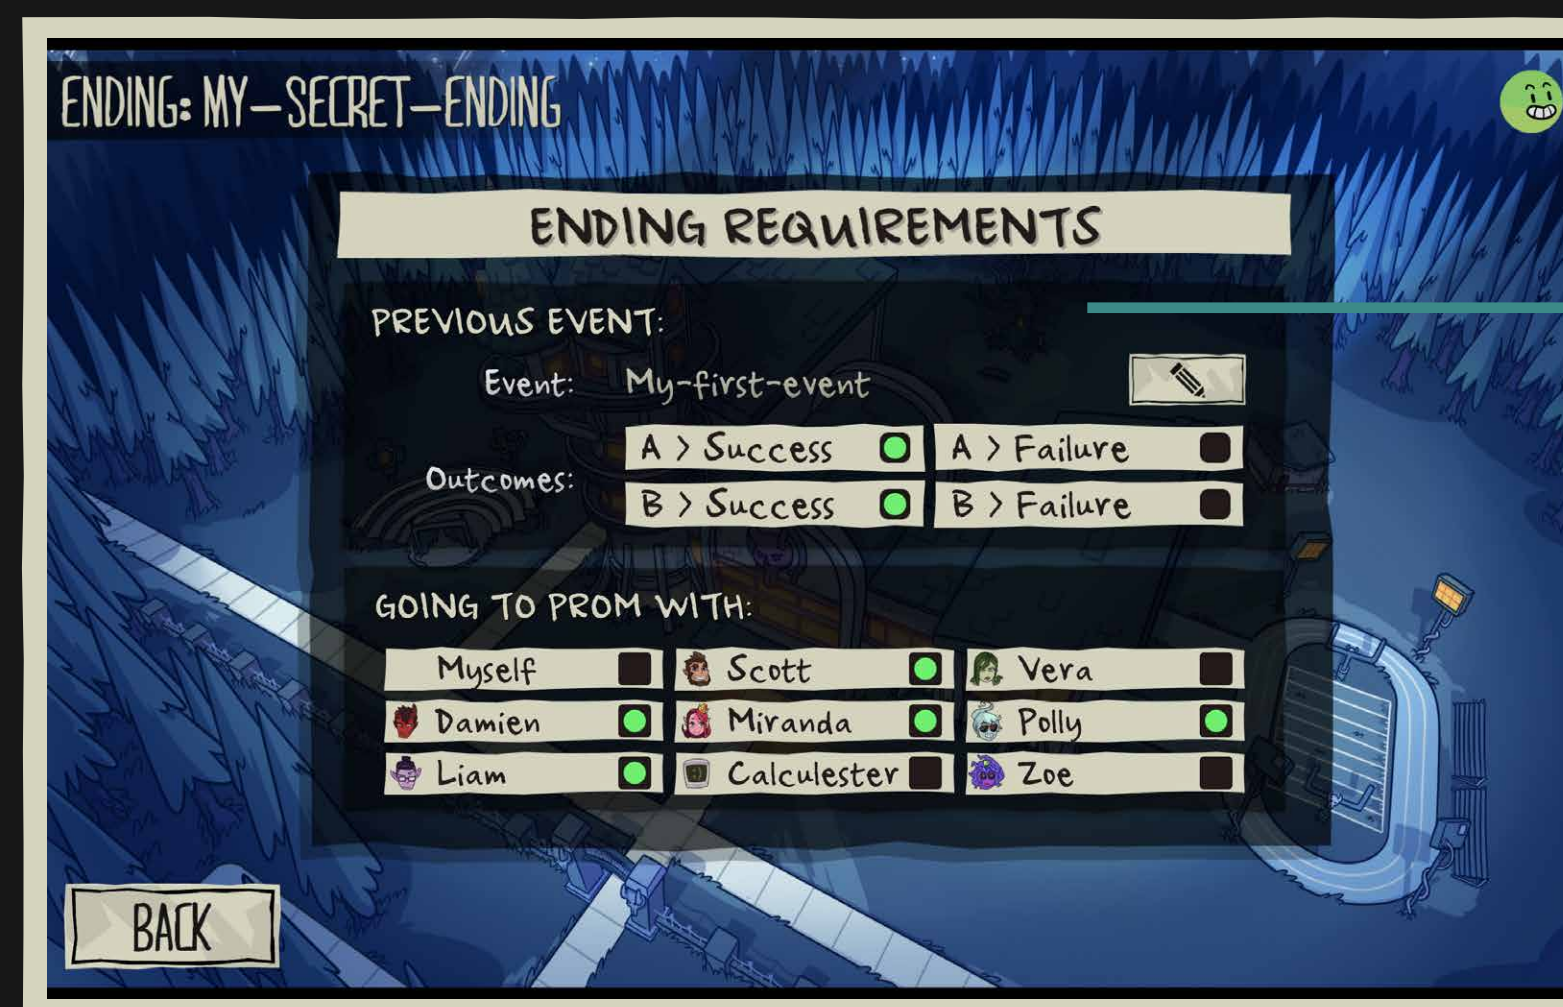 ENDING: MY-SECRET-ENDING
ENDING REQUIREMENTS
PREVIOUS EVENT:
Event: My-first-event
Outcomes:
A > Success A > Failure
B > Success B > Failure
GOING TO PROM WITH:
Myself Scott Vera
Damien Miranda Polly
Liam Calculester Zoe
BACK